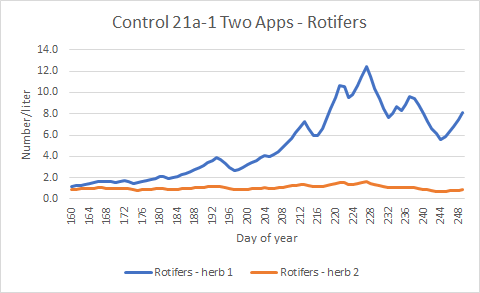 Control 21a-1 Two Apps - Rotifers
Number/liter
14.0
12.0
10.0
8.0
6.0
4.0
2.0
0.0
160 164 168 172 176 180 184 188 192 196 200 204 208 212 216 220 224 228 232 236 240 244 248
Day of year
Rotifers - herb 1 Rotifers - herb 2